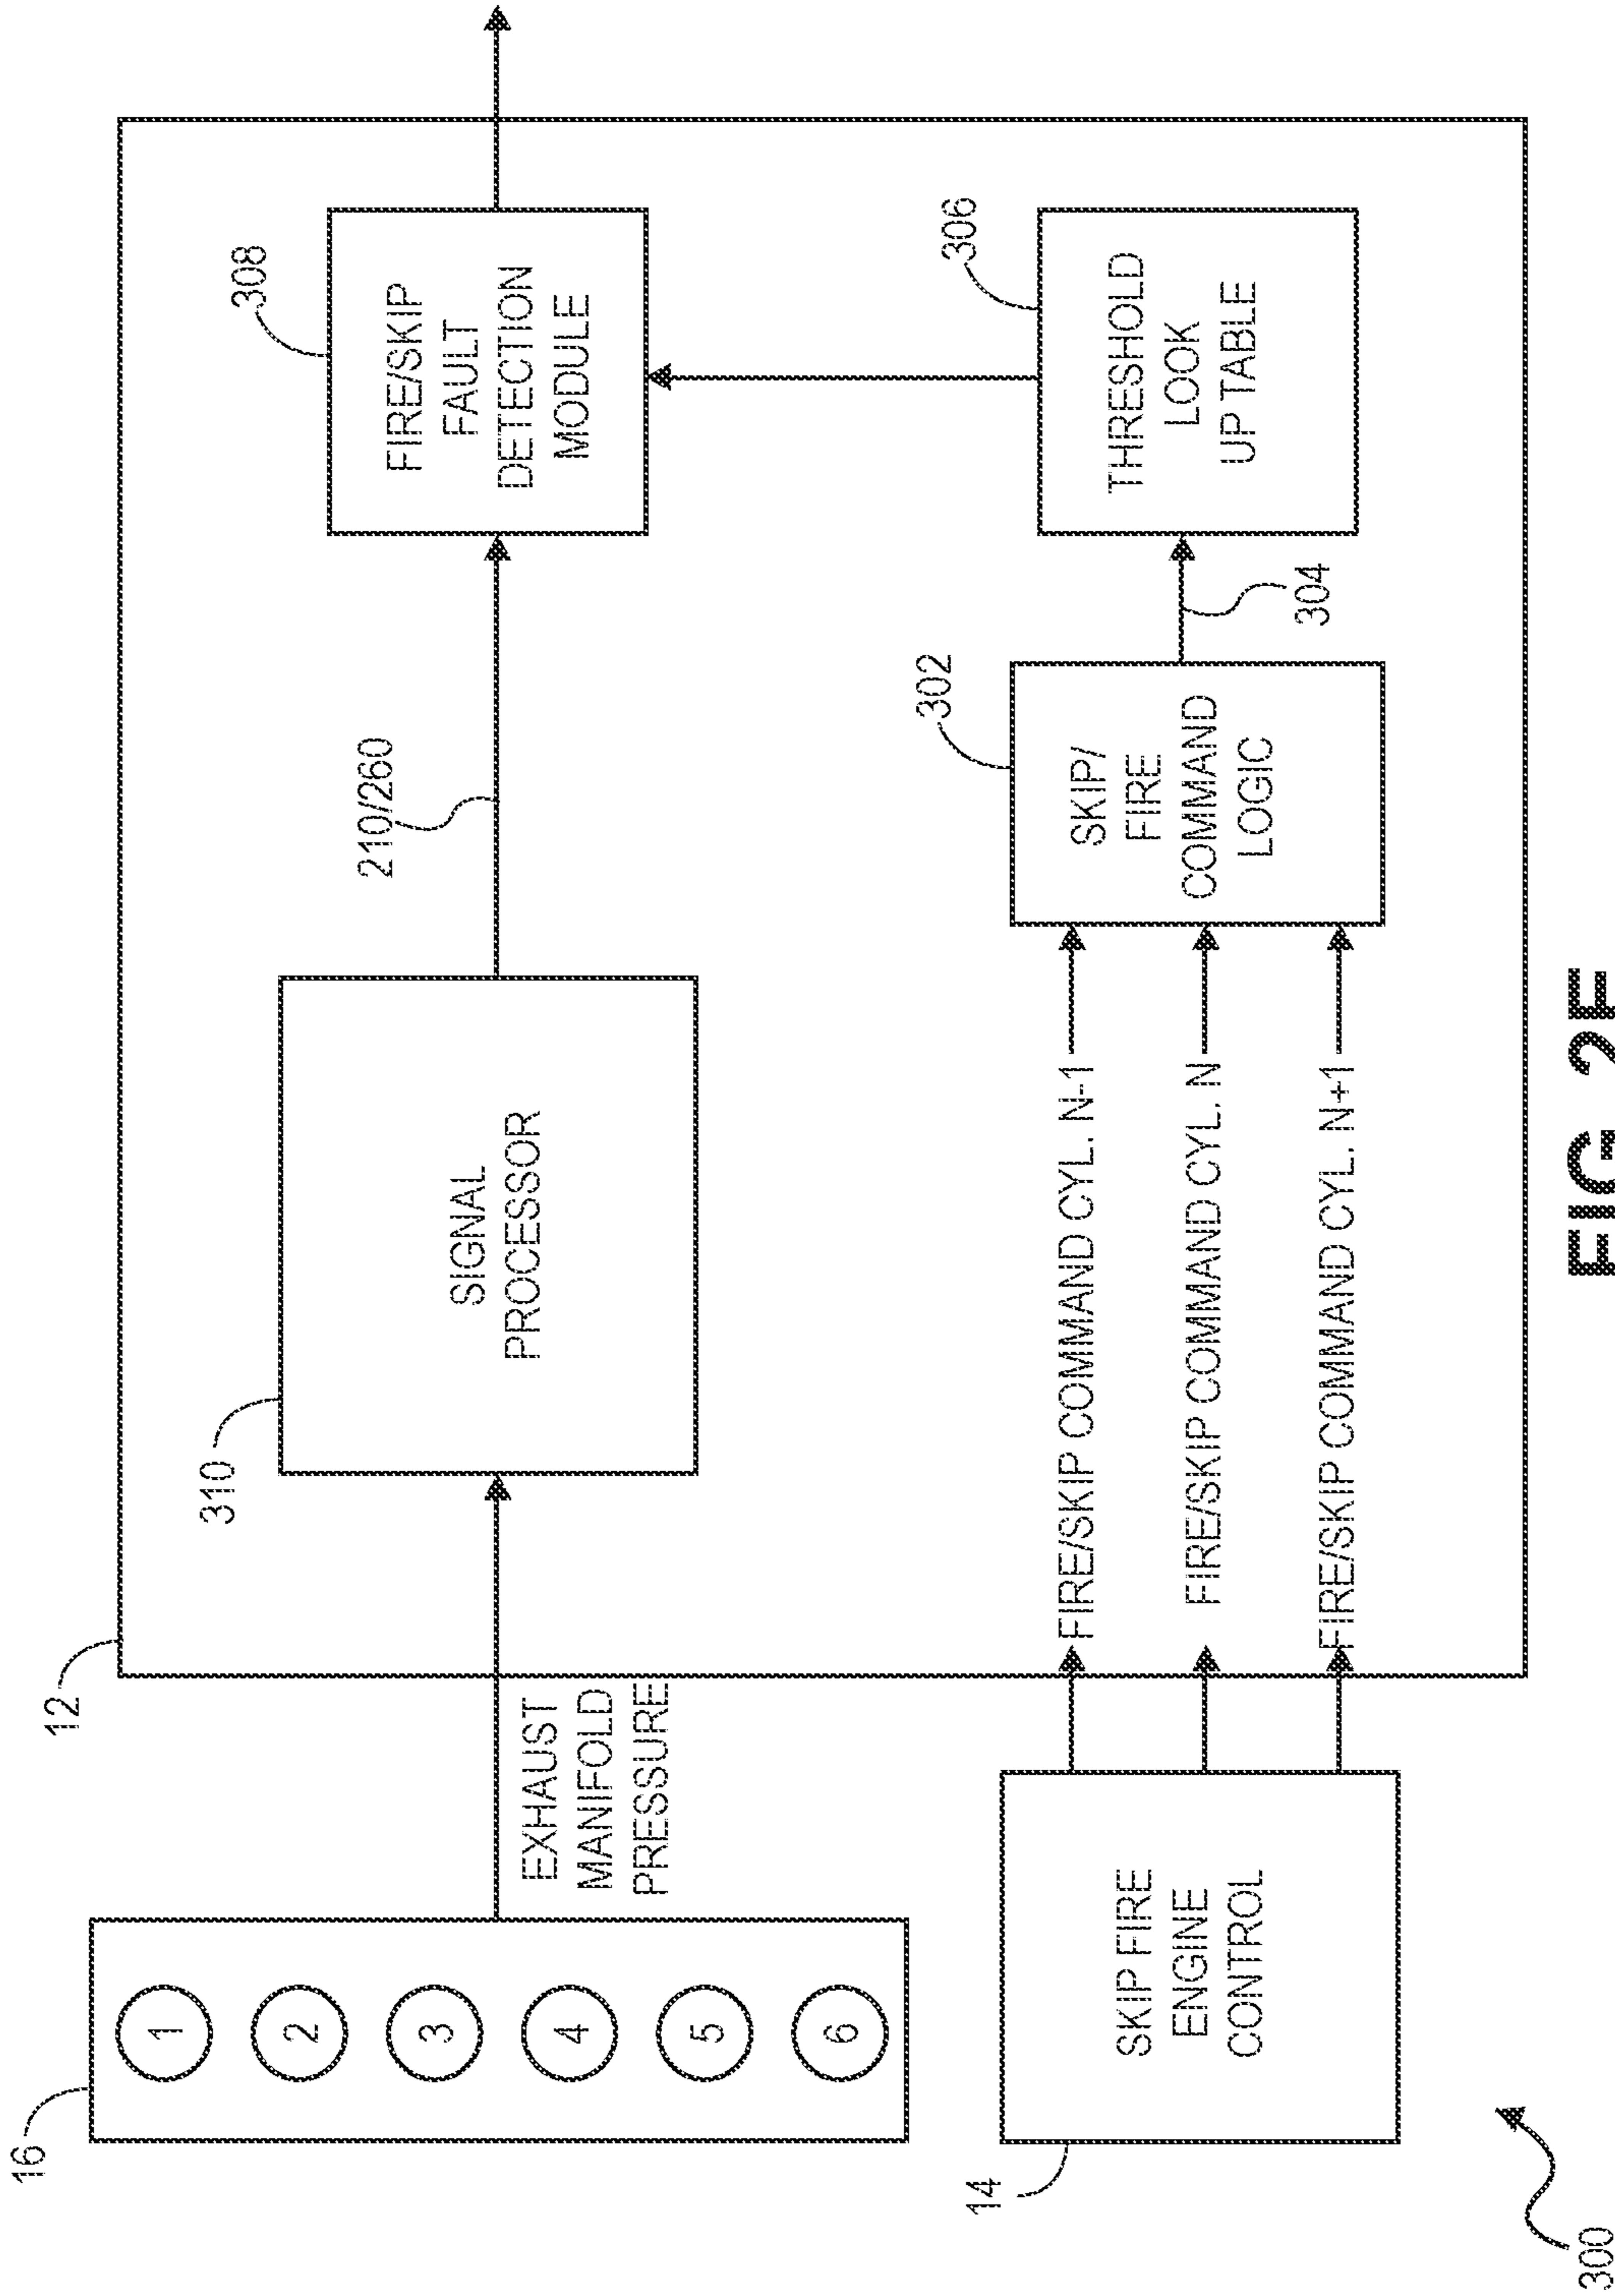 16
12
1
2
3
4
5
6
EXHAUST
MANIFOLD
PRESSURE
310
SIGNAL
PROCESSOR
210/260
308
FIRE/SKIP
FAULT
DETECTION
MODULE
14
SKIP FIRE
ENGINE
CONTROL
FIRE/SKIP COMMAND CYL. N-1
FIRE/SKIP COMMAND CYL. N
FIRE/SKIP COMMAND CYL. N+1
302
SKIP/
FIRE
COMMAND
LOGIC
304
306
THRESHOLD
LOOK
UP TABLE
300
FIG